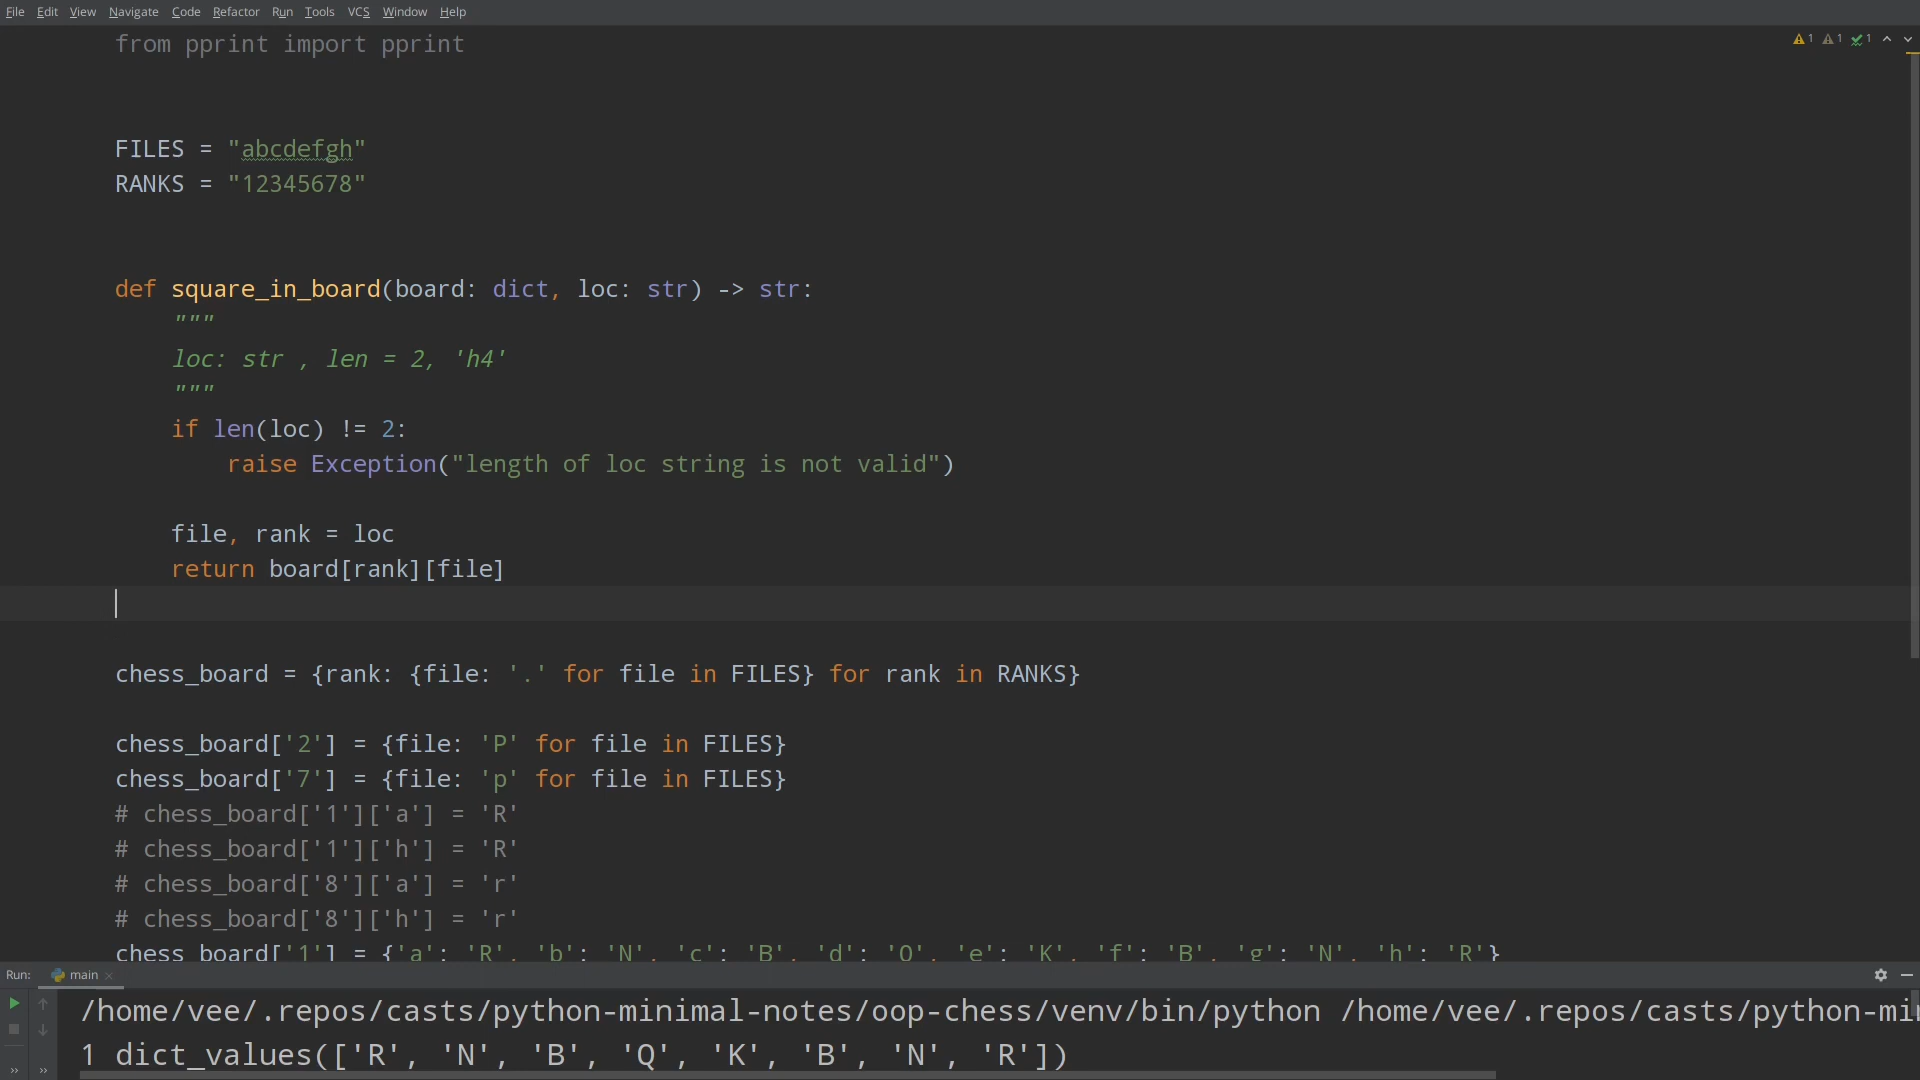 File Edit View Navigate Code Refactor Run Tools VCS Window Help
from pprint import pprint
1 1 1
FILES = "abcdefgh"
RANKS = "12345678"
def square_in_board(board: dict, loc: str) -> str:
"""
loc: str , len = 2, 'h4'
"""
if len(loc) != 2:
raise Exception("length of loc string is not valid")
file, rank = loc
return board[rank][file]
chess_board = {rank: {file: '.' for file in FILES} for rank in RANKS}
chess_board['2'] = {file: 'P' for file in FILES}
chess_board['7'] = {file: 'p' for file in FILES}
# chess_board['1']['a'] = 'R'
# chess_board['1']['h'] = 'R'
# chess_board['8']['a'] = 'r'
# chess_board['8']['h'] = 'r'
chess_board['1'] = {'a': 'R', 'b': 'N', 'c': 'B', 'd': 'Q', 'e': 'K', 'f': 'B', 'g': 'N', 'h': 'R'}
Run: main
/home/vee/.repos/casts/python-minimal-notes/oop-chess/venv/bin/python /home/vee/.repos/casts/python-mi
1 dict_values(['R', 'N', 'B', 'Q', 'K', 'B', 'N', 'R'])